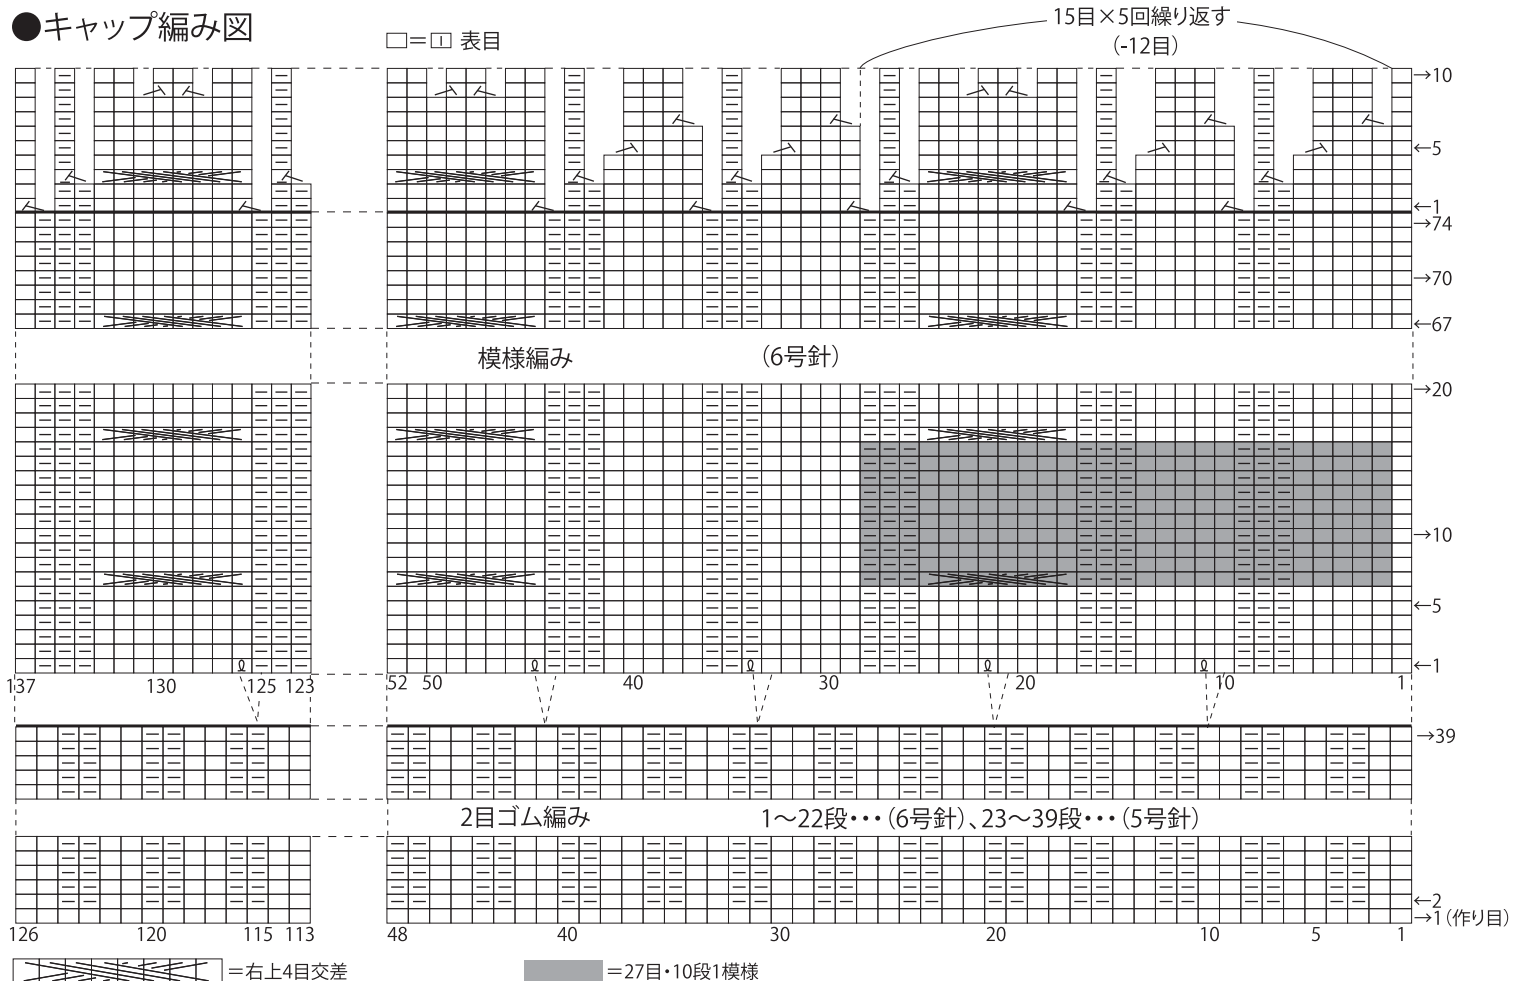 ●キャップ編み図
□=|I| 表目
15目×5回繰り返す
(-12目)
→10
←5
←1
→74
→70
←67
模様編み (6号針)
→20
→10
←5
←1
137 130 125 123 52 50 40 30 20 10 1
→39
2目ゴム編み 1〜22段・・・(6号針)、23〜39段・・・(5号針)
←2
→1(作り目)
126 120 115 113 48 40 30 20 10 5 1
=右上4目交差
=27目・10段1模様